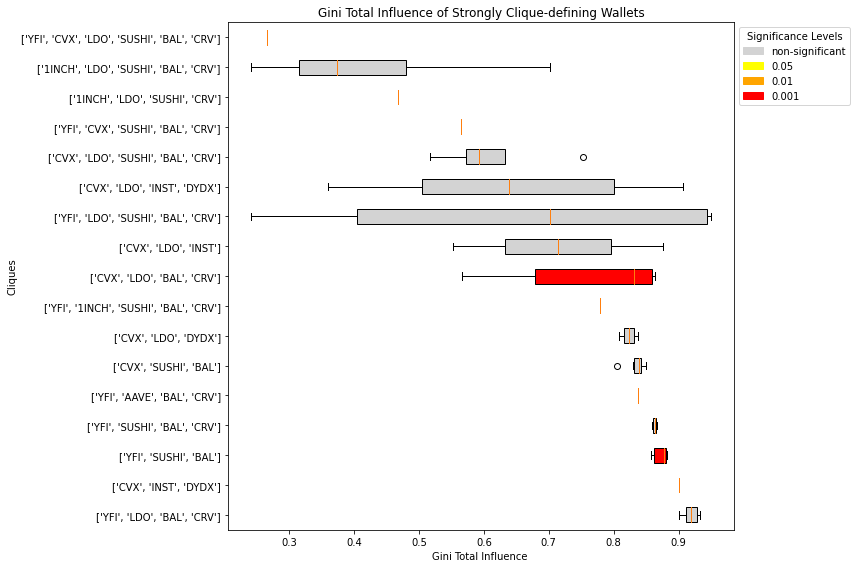 Gini Total Influence of Strongly Clique-defining Wallets
['YFI', 'CVX', 'LDO', 'SUSHI', 'BAL', 'CRV']
['1INCH', 'LDO', 'SUSHI', 'BAL', 'CRV']
['1INCH', 'LDO', 'SUSHI', 'CRV']
['YFI', 'CVX', 'SUSHI', 'BAL', 'CRV']
['CVX', 'LDO', 'SUSHI', 'BAL', 'CRV']
['CVX', 'LDO', 'INST', 'DYDX']
['YFI', 'LDO', 'SUSHI', 'BAL', 'CRV']
['CVX', 'LDO', 'INST']
['CVX', 'LDO', 'BAL', 'CRV']
['YFI', '1INCH', 'SUSHI', 'BAL', 'CRV']
['CVX', 'LDO', 'DYDX']
['CVX', 'SUSHI', 'BAL']
['YFI', 'AAVE', 'BAL', 'CRV']
['YFI', 'SUSHI', 'BAL', 'CRV']
['YFI', 'SUSHI', 'BAL']
['CVX', 'INST', 'DYDX']
['YFI', 'LDO', 'BAL', 'CRV']
Cliques
0.3 0.4 0.5 0.6 0.7 0.8 0.9
Gini Total Influence
Significance Levels
non-significant
0.05
0.01
0.001